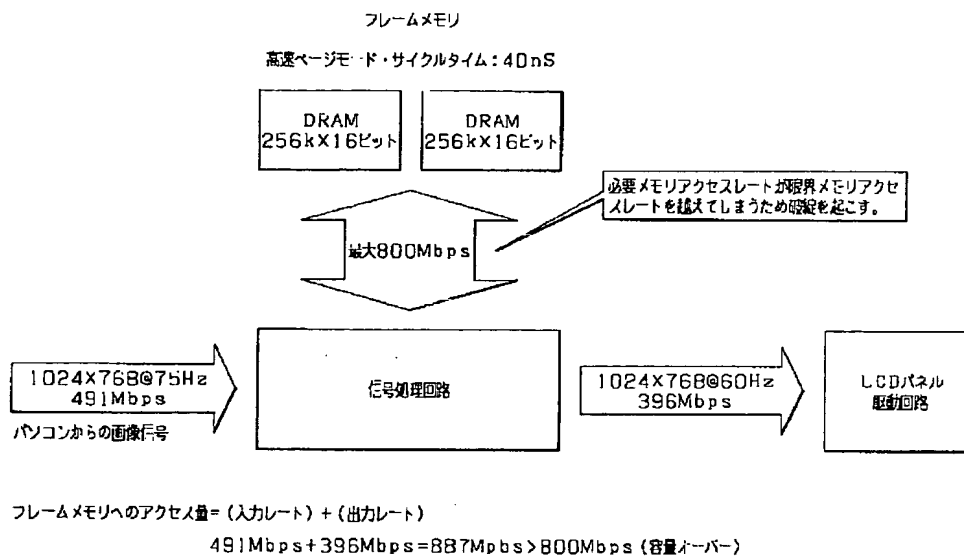 フレームメモリ
高速ページモード・サイクルタイム:40nS
DRAM
256k×16ビット
DRAM
256k×16ビット
必要メモリアクセスレートが限界メモリアクセ
スレートを越えてしまうため破綻を起こす。
最大800Mbps
1024×768@75Hz
491Mbps
パソコンからの画像信号
信号処理回路
1024×768@60Hz
396Mbps
LCDパネル
駆動回路
フレームメモリへのアクセス量=(入力レート)+(出力レート)
491Mbps+396Mbps=887Mpbs>800Mbps(容量オーバー)